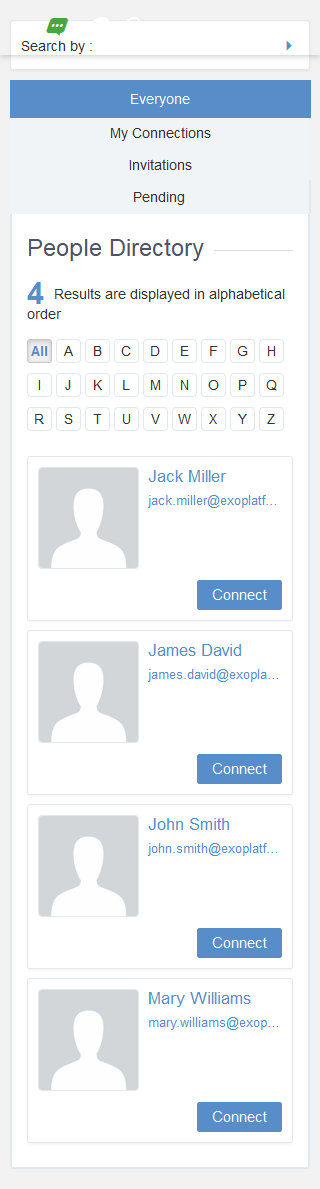 Search by :
Everyone
My Connections
Invitations
Pending
People Directory
4 Results are displayed in alphabetical
order
All A B C D E F G H
I J K L M N O P Q
R S T U V W X Y Z
Jack Miller
jack.miller@exoplatf...
Connect
James David
james.david@exopla...
Connect
John Smith
john.smith@exoplatf...
Connect
Mary Williams
mary.williams@exop...
Connect